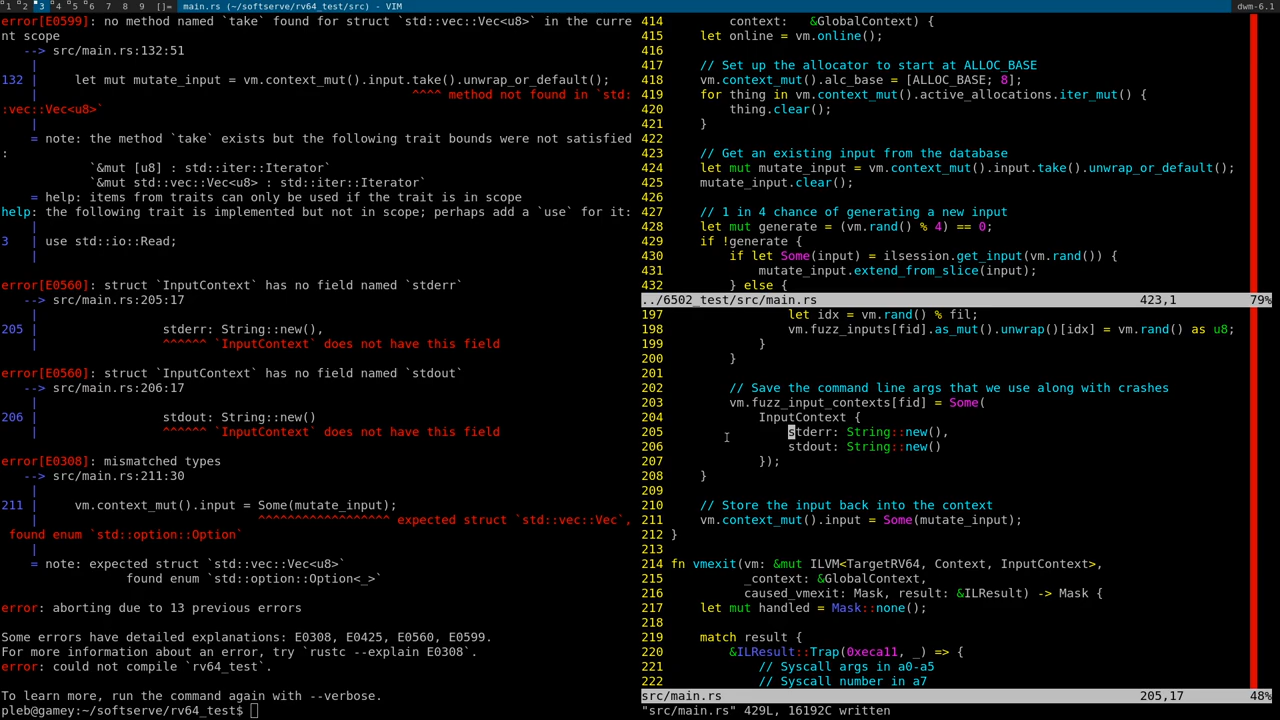 1 2 3 4 5 6 7 8 9 []= main.rs (~/softserve/rv64_test/src) - VIM dwm-6.1
error[E0599]: no method named `take` found for struct `std::vec::Vec<u8>` in the curre
nt scope
--> src/main.rs:132:51
|
132 | let mut mutate_input = vm.context_mut().input.take().unwrap_or_default();
| ^^^^ method not found in `std:
:vec::Vec<u8>`
|
= note: the method `take` exists but the following trait bounds were not satisfied
:
`&mut [u8] : std::iter::Iterator`
`&mut std::vec::Vec<u8> : std::iter::Iterator`
= help: items from traits can only be used if the trait is in scope
help: the following trait is implemented but not in scope; perhaps add a `use` for it:
|
3 | use std::io::Read;
|
error[E0560]: struct `InputContext` has no field named `stderr`
--> src/main.rs:205:17
|
205 | stderr: String::new(),
| ^^^^^^ `InputContext` does not have this field
error[E0560]: struct `InputContext` has no field named `stdout`
--> src/main.rs:206:17
|
206 | stdout: String::new()
| ^^^^^^ `InputContext` does not have this field
error[E0308]: mismatched types
--> src/main.rs:211:30
|
211 | vm.context_mut().input = Some(mutate_input);
| ^^^^^^^^^^^^^^^^^^ expected struct `std::vec::Vec`,
found enum `std::option::Option`
|
= note: expected struct `std::vec::Vec<u8>`
found enum `std::option::Option<_>`
error: aborting due to 13 previous errors
Some errors have detailed explanations: E0308, E0425, E0560, E0599.
For more information about an error, try `rustc --explain E0308`.
error: could not compile `rv64_test`.
To learn more, run the command again with --verbose.
pleb@gamey:~/softserve/rv64_test$
414 context: &GlobalContext) {
415 let online = vm.online();
416
417 // Set up the allocator to start at ALLOC_BASE
418 vm.context_mut().alc_base = [ALLOC_BASE; 8];
419 for thing in vm.context_mut().active_allocations.iter_mut() {
420 thing.clear();
421 }
422
423 // Get an existing input from the database
424 let mut mutate_input = vm.context_mut().input.take().unwrap_or_default();
425 mutate_input.clear();
426
427 // 1 in 4 chance of generating a new input
428 let mut generate = (vm.rand() % 4) == 0;
429 if !generate {
430 if let Some(input) = ilsession.get_input(vm.rand()) {
431 mutate_input.extend_from_slice(input);
432 } else {
../6502_test/src/main.rs 423,1 79%
197 let idx = vm.rand() % fil;
198 vm.fuzz_inputs[fid].as_mut().unwrap()[idx] = vm.rand() as u8;
199 }
200 }
201
202 // Save the command line args that we use along with crashes
203 vm.fuzz_input_contexts[fid] = Some(
204 InputContext {
205 stderr: String::new(),
206 stdout: String::new()
207 });
208 }
209
210 // Store the input back into the context
211 vm.context_mut().input = Some(mutate_input);
212 }
213
214 fn vmexit(vm: &mut ILVM<TargetRV64, Context, InputContext>,
215 _context: &GlobalContext,
216 caused_vmexit: Mask, result: &ILResult) -> Mask {
217 let mut handled = Mask::none();
218
219 match result {
220 &ILResult::Trap(0xeca11, _) => {
221 // Syscall args in a0-a5
222 // Syscall number in a7
src/main.rs 205,17 48%
"src/main.rs" 429L, 16192C written